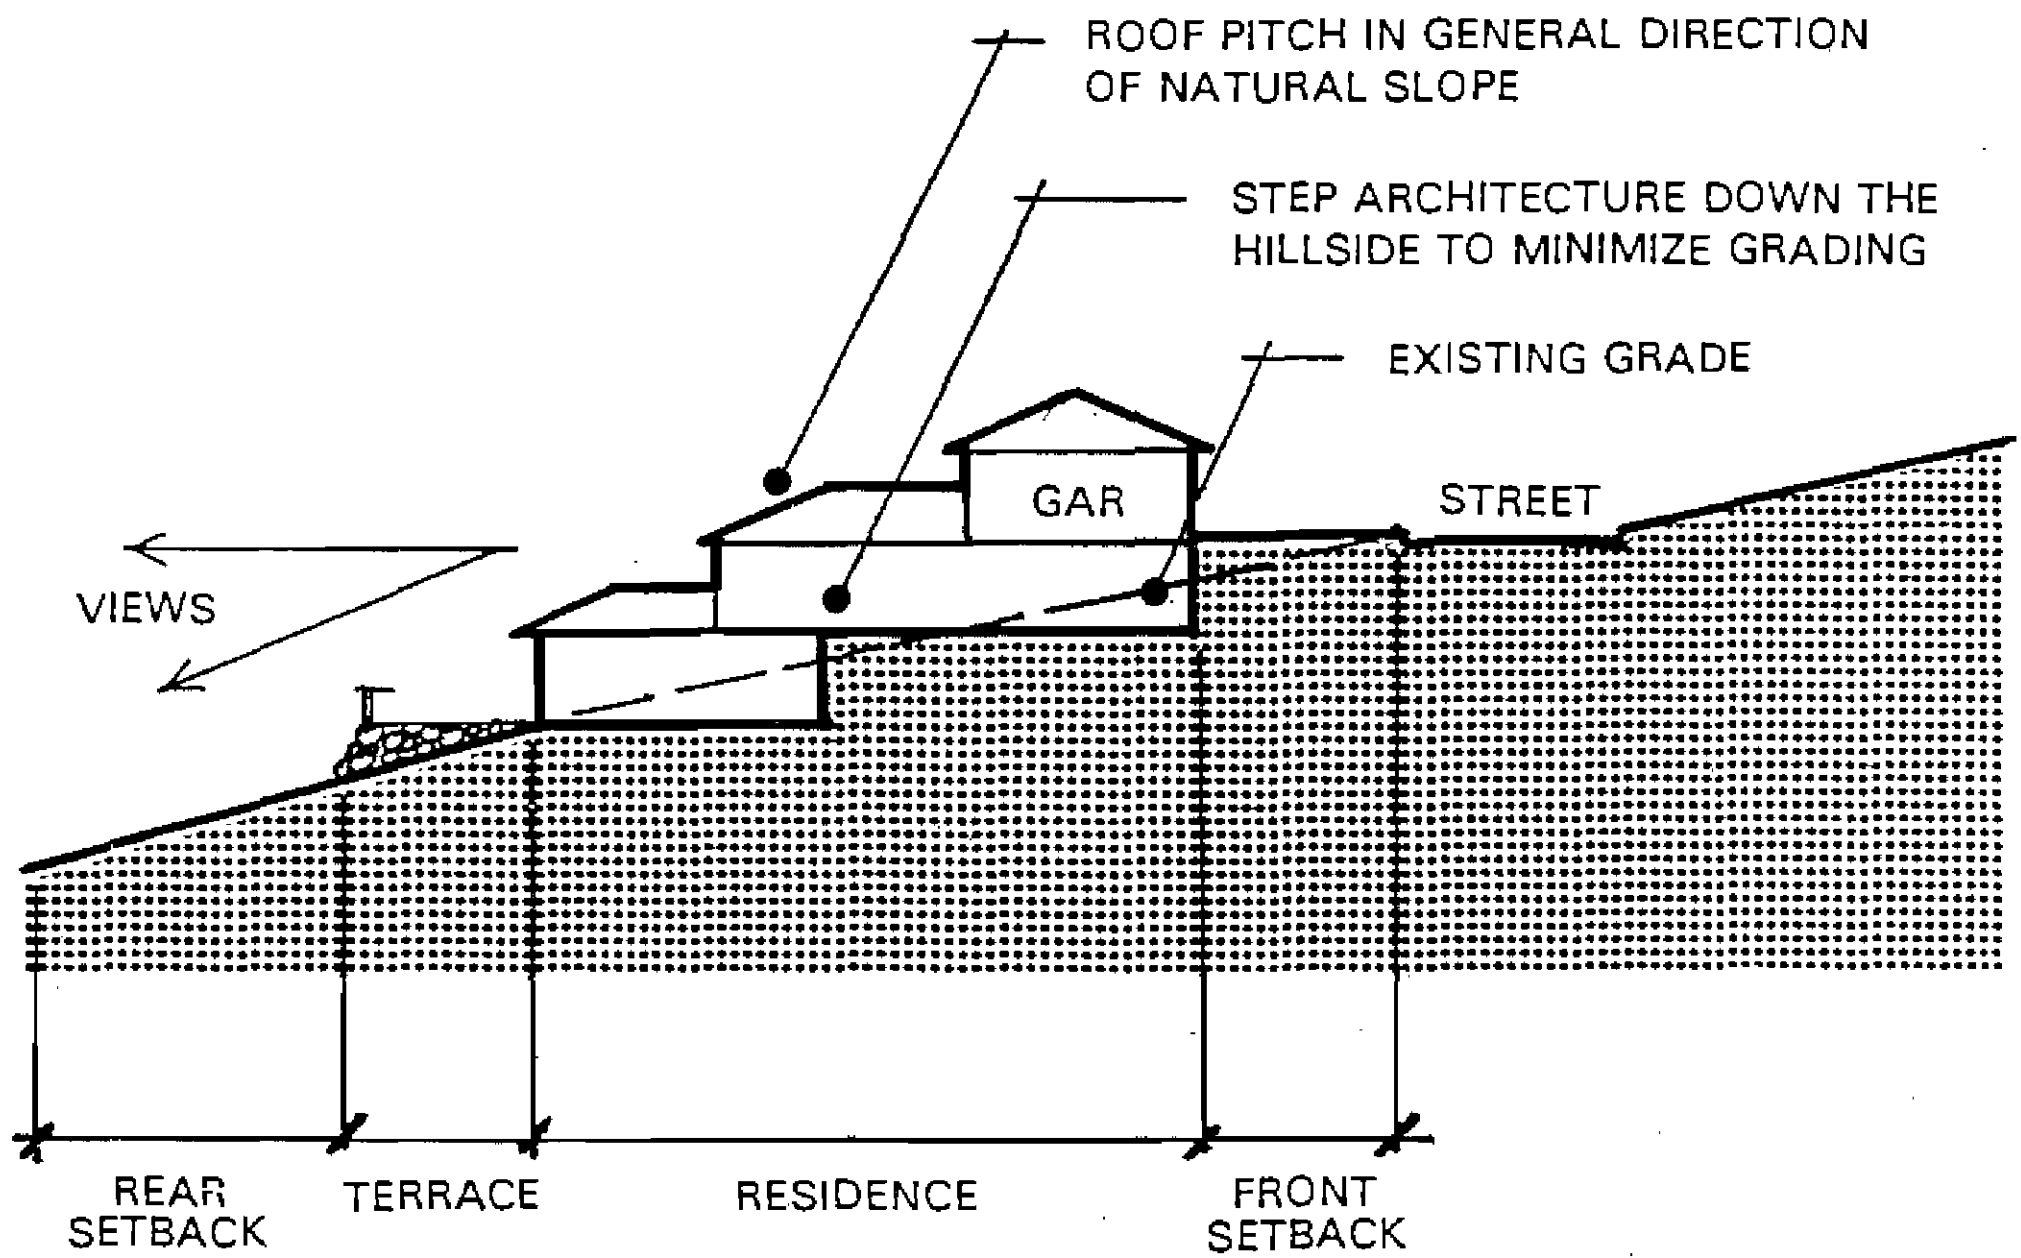 ROOF PITCH IN GENERAL DIRECTION
OF NATURAL SLOPE
STEP ARCHITECTURE DOWN THE
HILLSIDE TO MINIMIZE GRADING
EXISTING GRADE
GAR
STREET
VIEWS
REAR
SETBACK
TERRACE
RESIDENCE
FRONT
SETBACK